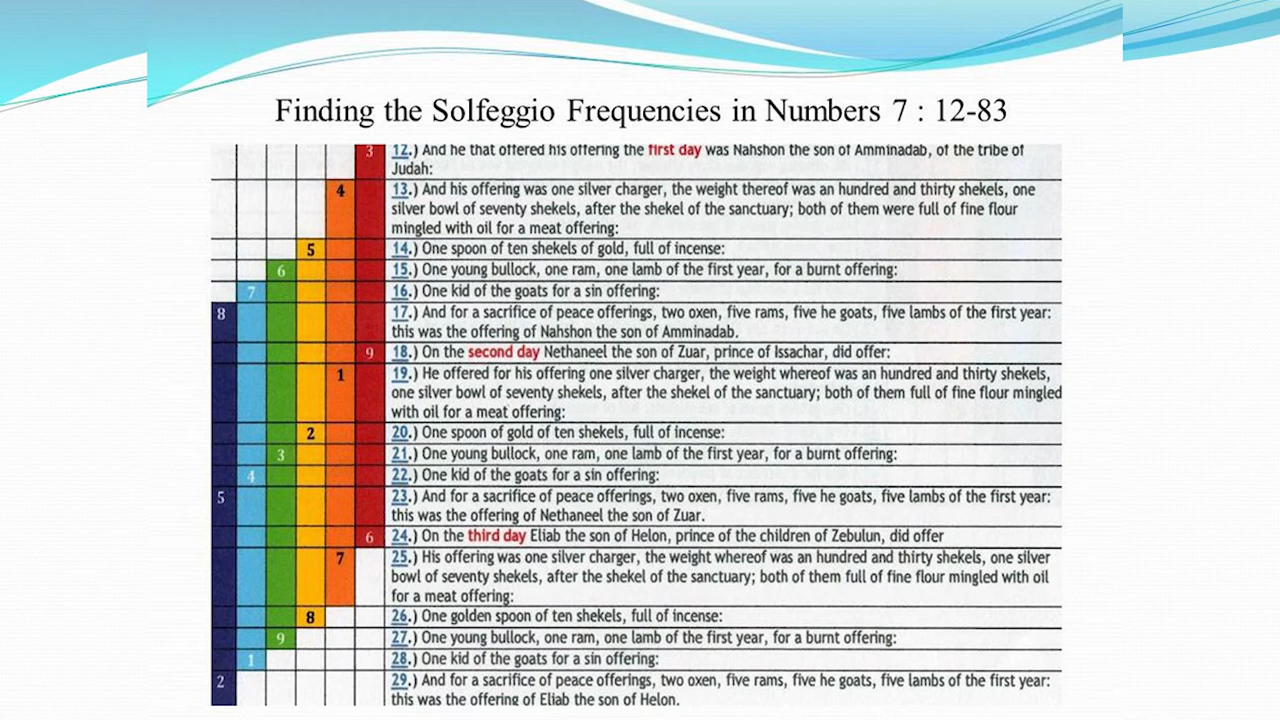 Finding the Solfeggio Frequencies in Numbers 7 : 12-83
3 12.) And he that offered his offering the first day was Nahshon the son of Amminadab, of the tribe of
Judah:
4 13.) And his offering was one silver charger, the weight thereof was an hundred and thirty shekels, one
silver bowl of seventy shekels, after the shekel of the sanctuary; both of them were full of fine flour
mingled with oil for a meat offering:
5 14.) One spoon of ten shekels of gold, full of incense:
6 15.) One young bullock, one ram, one lamb of the first year, for a burnt offering:
7 16.) One kid of the goats for a sin offering:
8 17.) And for a sacrifice of peace offerings, two oxen, five rams, five he goats, five lambs of the first year:
this was the offering of Nahshon the son of Amminadab.
9 18.) On the second day Nethaneel the son of Zuar, prince of Issachar, did offer:
1 19.) He offered for his offering one silver charger, the weight whereof was an hundred and thirty shekels,
one silver bowl of seventy shekels, after the shekel of the sanctuary; both of them full of fine flour mingled
with oil for a meat offering:
2 20.) One spoon of gold of ten shekels, full of incense:
3 21.) One young bullock, one ram, one lamb of the first year, for a burnt offering:
4 22.) One kid of the goats for a sin offering:
5 23.) And for a sacrifice of peace offerings, two oxen, five rams, five he goats, five lambs of the first year:
this was the offering of Nethaneel the son of Zuar.
6 24.) On the third day Eliab the son of Helon, prince of the children of Zebulun, did offer
7 25.) His offering was one silver charger, the weight whereof was an hundred and thirty shekels, one silver
bowl of seventy shekels, after the shekel of the sanctuary; both of them full of fine flour mingled with oil
for a meat offering:
8 26.) One golden spoon of ten shekels, full of incense:
9 27.) One young bullock, one ram, one lamb of the first year, for a burnt offering:
1 28.) One kid of the goats for a sin offering:
2 29.) And for a sacrifice of peace offerings, two oxen, five rams, five he goats, five lambs of the first year:
this was the offering of Eliab the son of Helon.